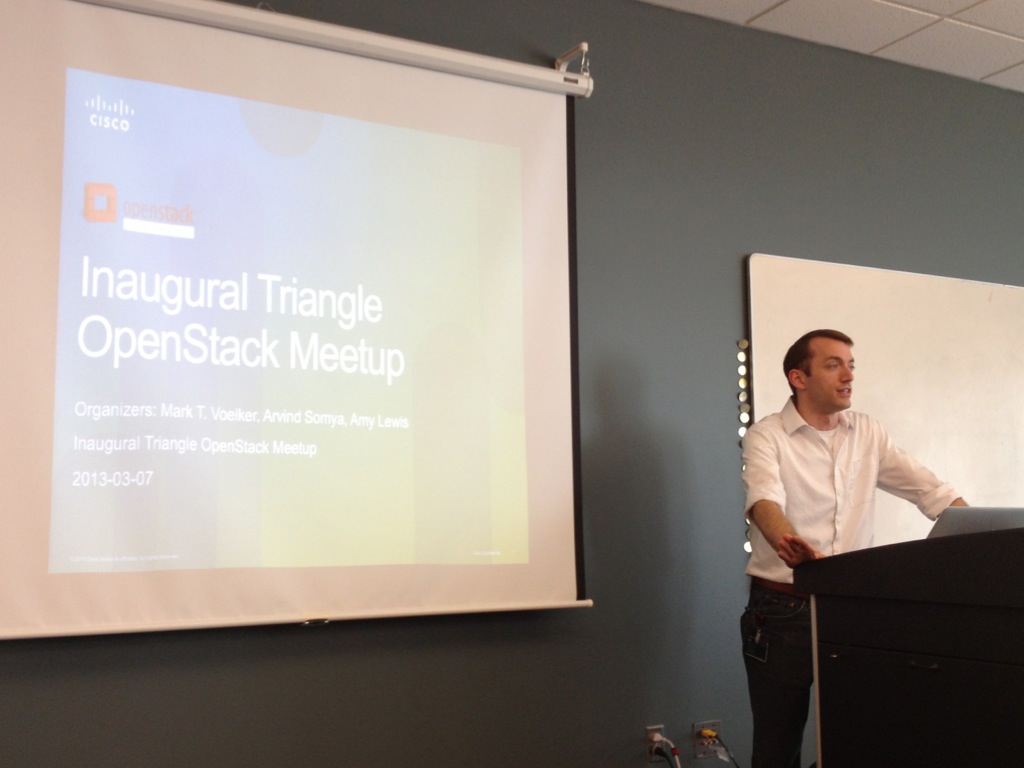 CISCO
openstack
Inaugural Triangle
OpenStack Meetup
Organizers: Mark T. Voelker, Arvind Somya, Amy Lewis
Inaugural Triangle OpenStack Meetup
2013-03-07